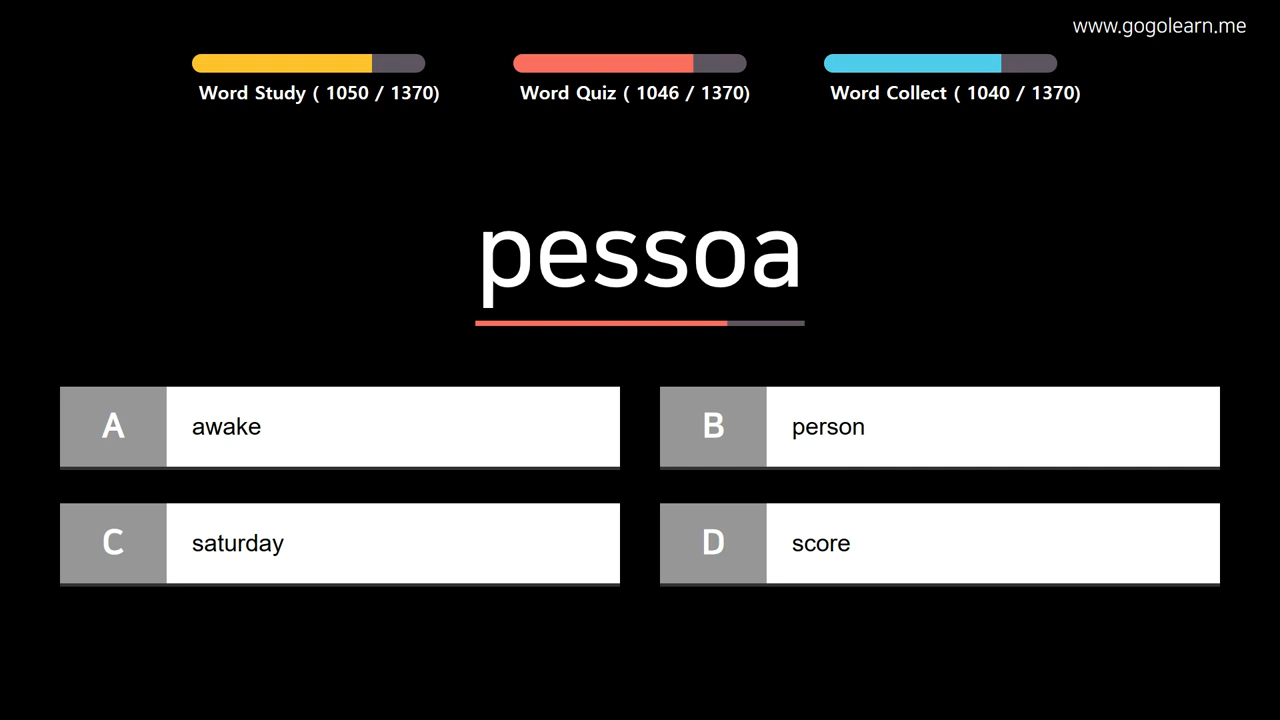 www.gogolearn.me
Word Study ( 1050 / 1370)
Word Quiz ( 1046 / 1370)
Word Collect ( 1040 / 1370)
pessoa
A awake
B person
C saturday
D score